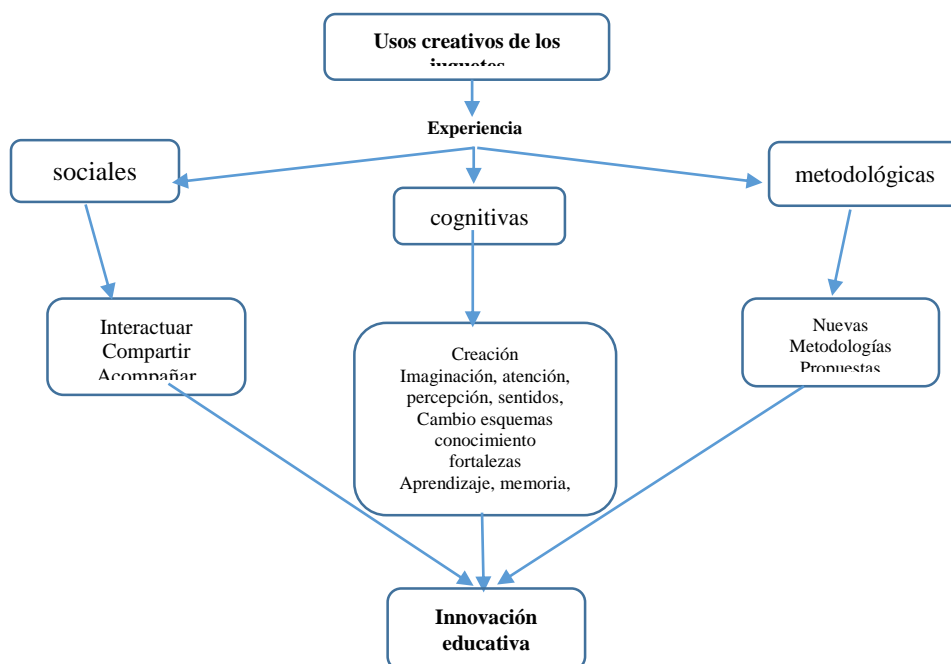 Usos creativos de los
juguetes
Experiencia
sociales
cognitivas
metodológicas
Interactuar
Compartir
Acompañar
Creación
Imaginación, atención,
percepción, sentidos,
Cambio esquemas
conocimiento
fortalezas
Aprendizaje, memoria,
Nuevas
Metodologías
Propuestas
Innovación
educativa